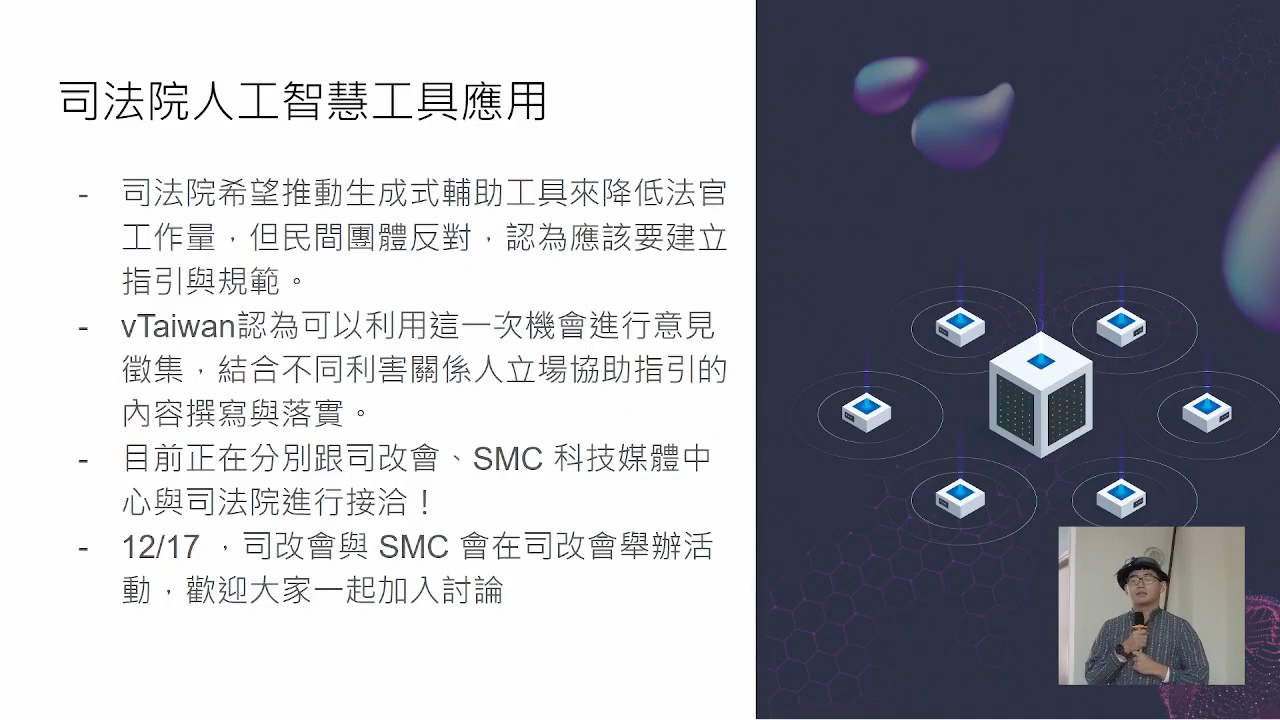 司法院人工智慧工具應用
- 司法院希望推動生成式輔助工具來降低法官
工作量，但民間團體反對，認為應該要建立
指引與規範。
- vTaiwan認為可以利用這一次機會進行意見
徵集，結合不同利害關係人立場協助指引的
內容撰寫與落實。
- 目前正在分別跟司改會、SMC 科技媒體中
心與司法院進行接洽！
- 12/17 ，司改會與 SMC 會在司改會舉辦活
動，歡迎大家一起加入討論